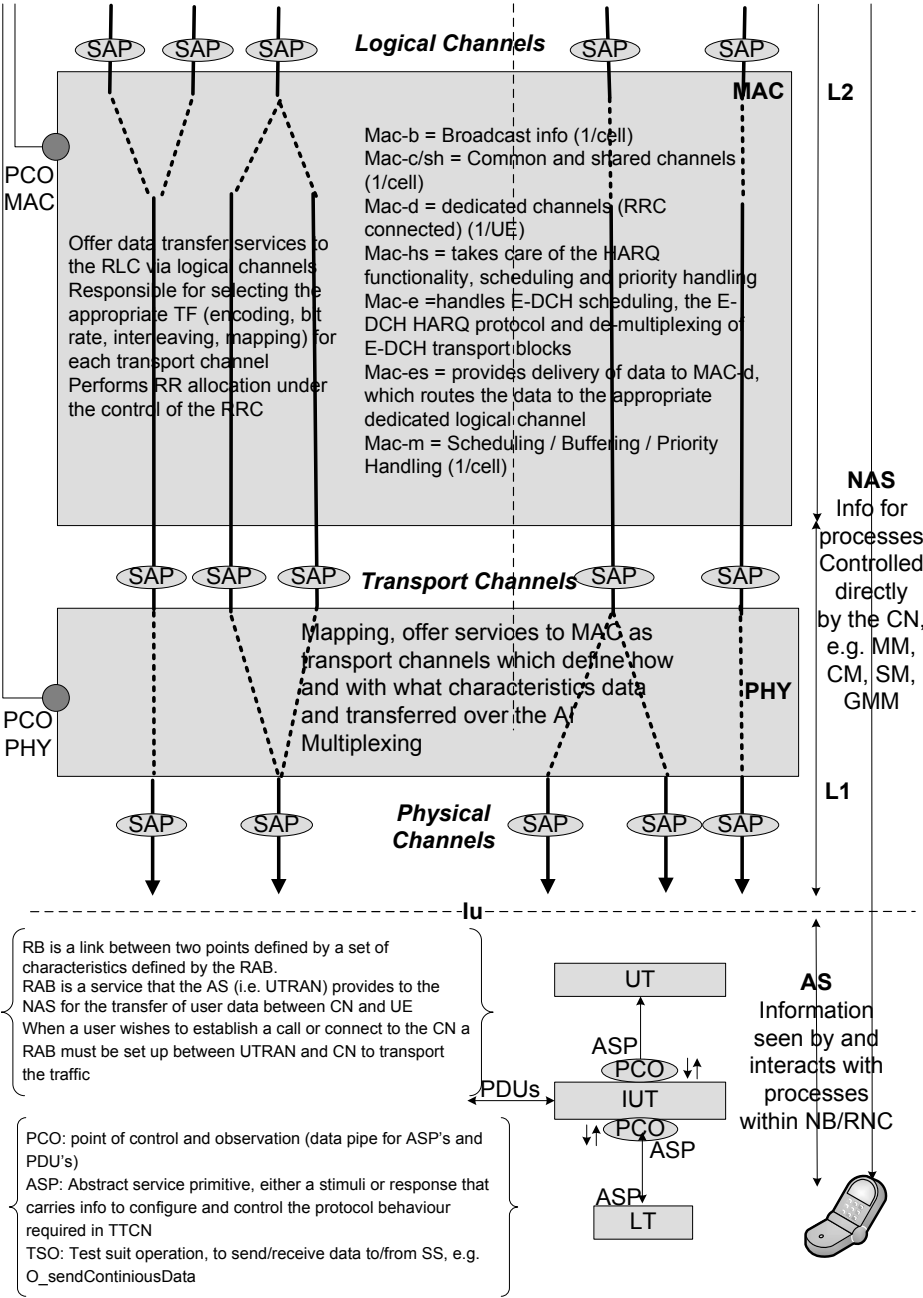 SAP
SAP
SAP
Logical Channels
SAP
SAP
MAC
L2
PCO
MAC
Mac-b = Broadcast info (1/cell)
Mac-c/sh = Common and shared channels
(1/cell)
Mac-d = dedicated channels (RRC
connected) (1/UE)
Mac-hs = takes care of the HARQ
functionality, scheduling and priority handling
Mac-e =handles E-DCH scheduling, the E-
DCH HARQ protocol and de-multiplexing of
E-DCH transport blocks
Mac-es = provides delivery of data to MAC-d,
which routes the data to the appropriate
dedicated logical channel
Mac-m = Scheduling / Buffering / Priority
Handling (1/cell)
Offer data transfer services to
the RLC via logical channels
Responsible for selecting the
appropriate TF (encoding, bit
rate, interleaving, mapping) for
each transport channel
Performs RR allocation under
the control of the RRC
NAS
Info for
processes
Controlled
directly
by the CN,
e.g. MM,
CM, SM,
GMM
SAP
SAP
SAP
Transport Channels
SAP
SAP
Mapping, offer services to MAC as
transport channels which define how
and with what characteristics data
and transferred over the AI
Multiplexing
PHY
PCO
PHY
L1
SAP
SAP
Physical
Channels
SAP
SAP
SAP
Iu
RB is a link between two points defined by a set of
characteristics defined by the RAB.
RAB is a service that the AS (i.e. UTRAN) provides to the
NAS for the transfer of user data between CN and UE
When a user wishes to establish a call or connect to the CN a
RAB must be set up between UTRAN and CN to transport
the traffic
UT
ASP
PCO
PDUs
IUT
PCO
ASP
ASP
LT
AS
Information
seen by and
interacts with
processes
within NB/RNC
PCO: point of control and observation (data pipe for ASP's and
PDU's)
ASP: Abstract service primitive, either a stimuli or response that
carries info to configure and control the protocol behaviour
required in TTCN
TSO: Test suit operation, to send/receive data to/from SS, e.g.
O_sendContiniousData